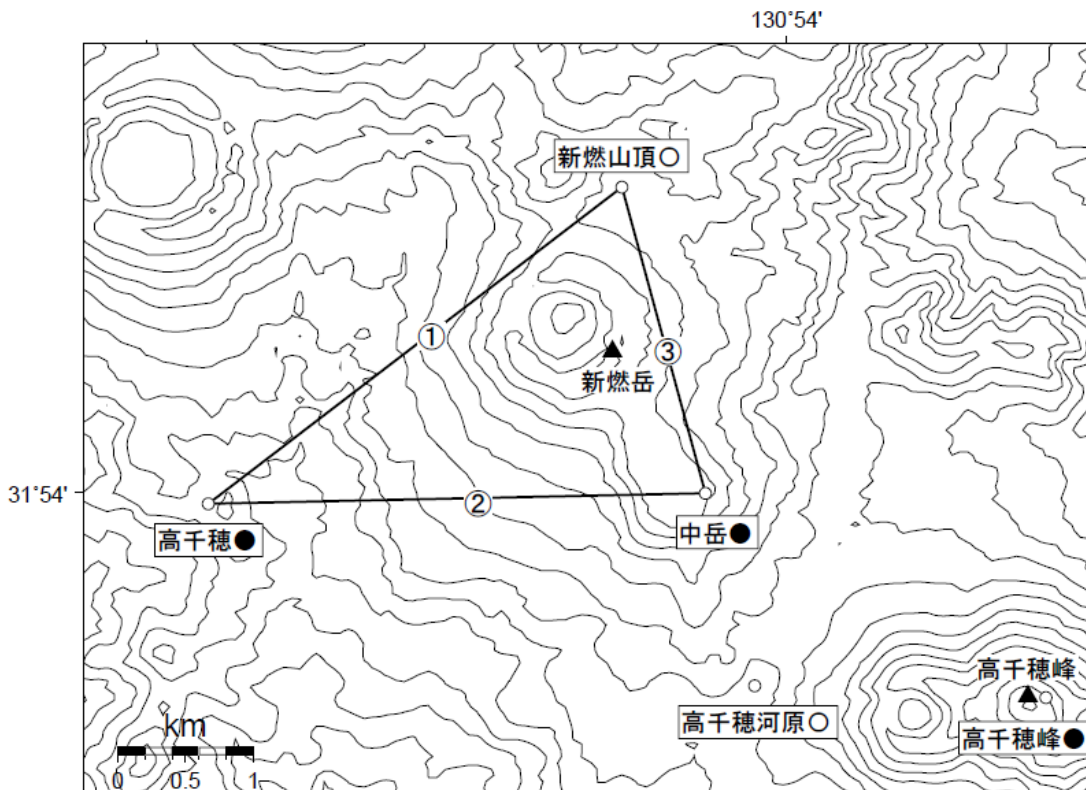 130°54'
新燃山頂○
①
③
新燃岳
31°54'
②
高千穂●
中岳●
高千穂峰
高千穂河原○
高千穂峰●
km
0 0.5 1